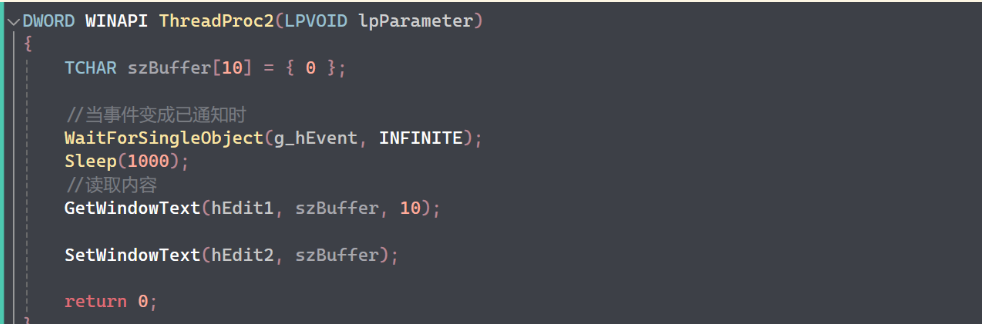 DWORD WINAPI ThreadProc2(LPVOID lpParameter)
{
TCHAR szBuffer[10] = { 0 };
//当事件变成已通知时
WaitForSingleObject(g_hEvent, INFINITE);
Sleep(1000);
//读取内容
GetWindowText(hEdit1, szBuffer, 10);
SetWindowText(hEdit2, szBuffer);
return 0;
}